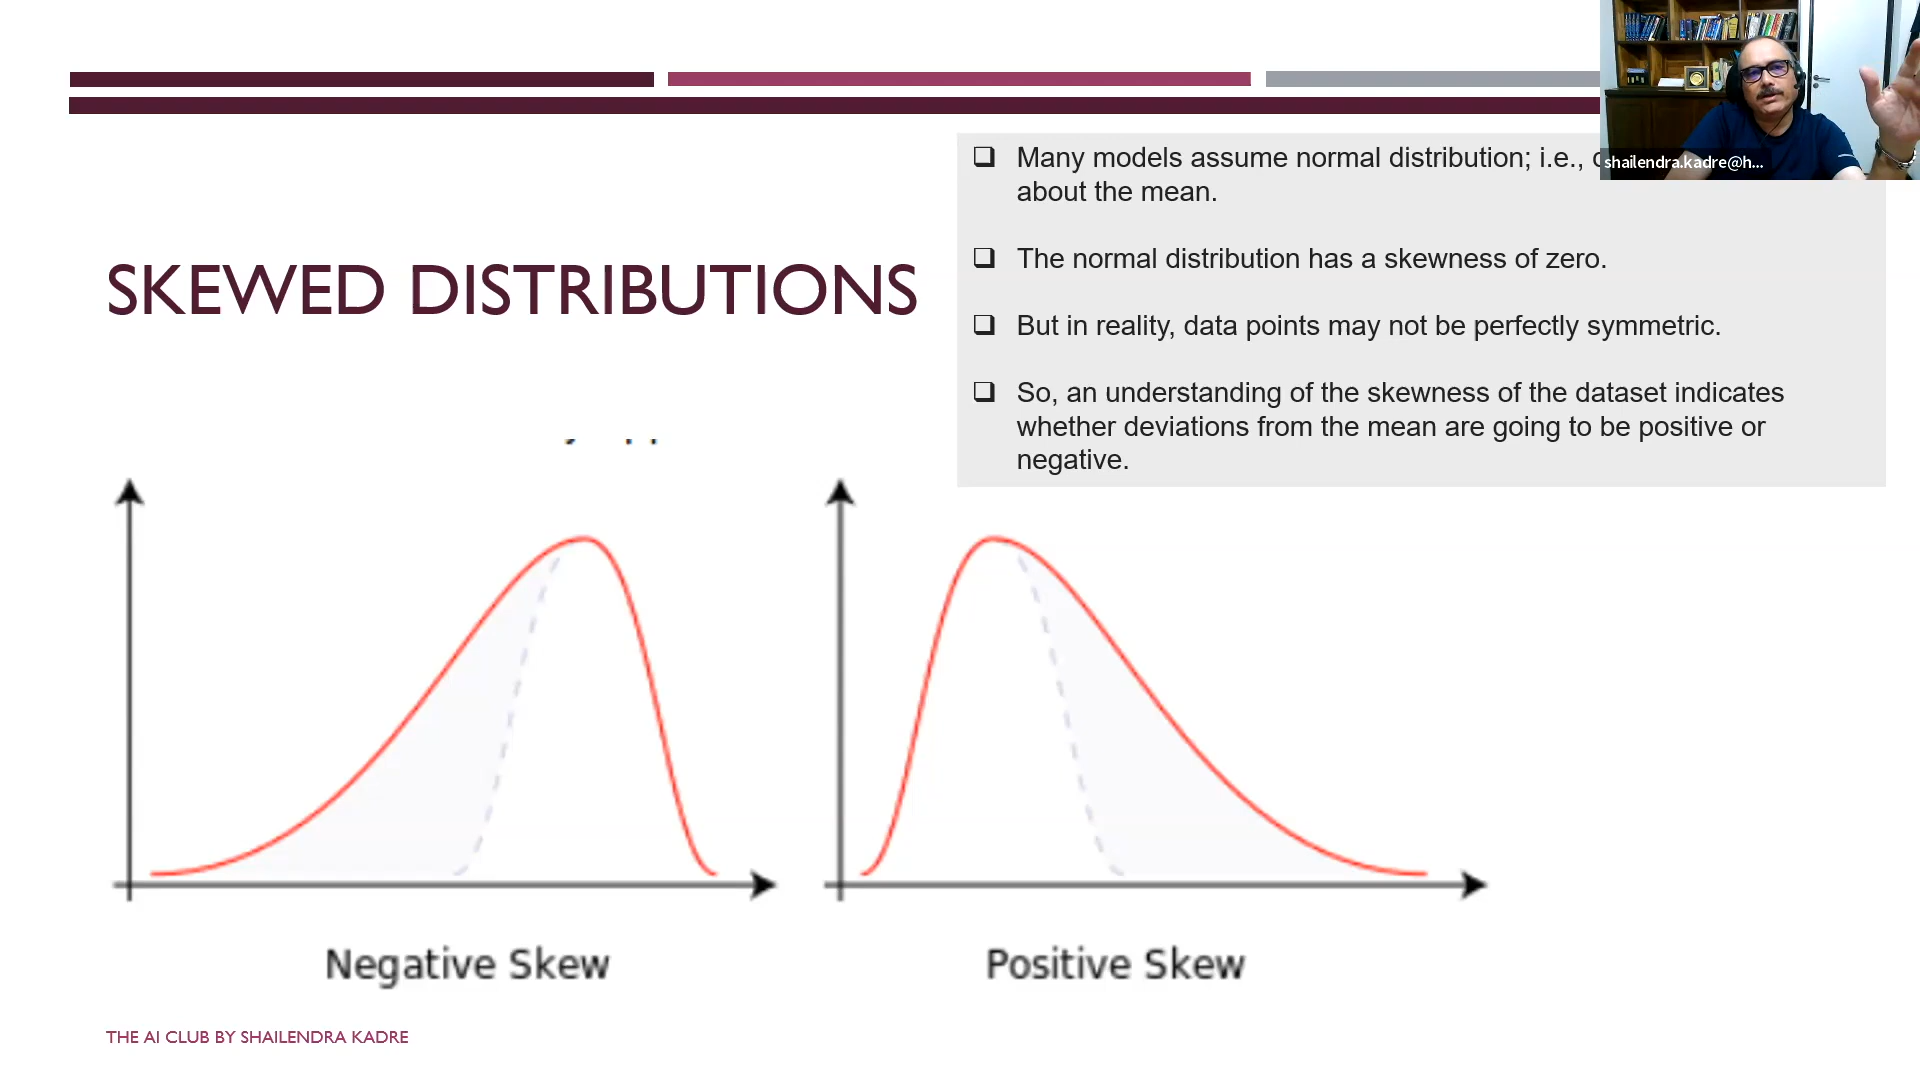 shailendra.kadre@h...
Many models assume normal distribution; i.e.,
about the mean.
The normal distribution has a skewness of zero.
But in reality, data points may not be perfectly symmetric.
So, an understanding of the skewness of the dataset indicates
whether deviations from the mean are going to be positive or
negative.
SKEWED DISTRIBUTIONS
Negative Skew
Positive Skew
THE AI CLUB BY SHAILENDRA KADRE